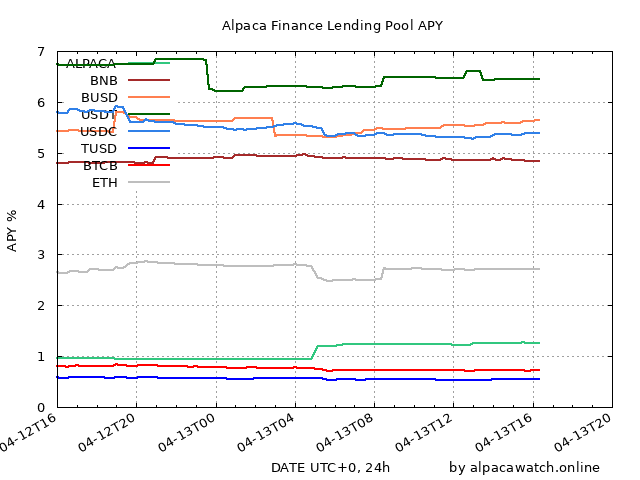 Alpaca Finance Lending Pool APY
7
6
5
4
3
2
1
0
APY %
ALPACA
BNB
BUSD
USDT
USDC
TUSD
BTCB
ETH
04-12T16
04-12T20
04-13T00
04-13T04
04-13T08
04-13T12
04-13T16
04-13T20
DATE UTC+0, 24h
by alpacawatch.online